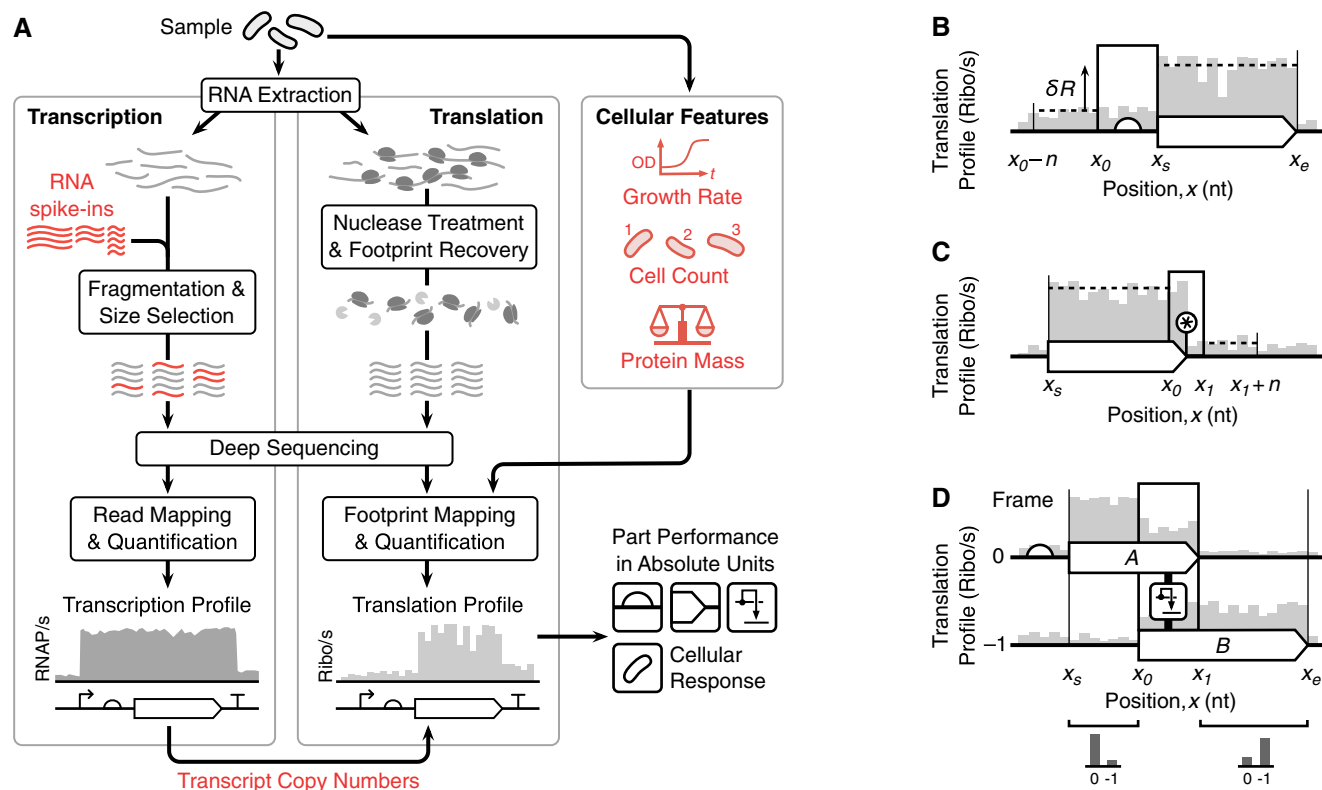 A
Sample
RNA Extraction
Transcription
Translation
Cellular Features
RNA
spike-ins
Nuclease Treatment
& Footprint Recovery
OD
t
Growth Rate
1
2
3
Cell Count
Fragmentation &
Size Selection
Protein Mass
Deep Sequencing
Read Mapping
& Quantification
Footprint Mapping
& Quantification
Part Performance
in Absolute Units
Transcription Profile
RNAP/s
Translation Profile
Ribo/s
Cellular
Response
Transcript Copy Numbers
B
Translation
Profile (Ribo/s)
δR
x0–n
x0
xs
xe
Position, x (nt)
C
Translation
Profile (Ribo/s)
*
xs
x0
x1
x1+n
Position, x (nt)
D
Translation
Profile (Ribo/s)
Frame
0
A
–1
B
xs
x0
x1
xe
Position, x (nt)
0 -1
0 -1